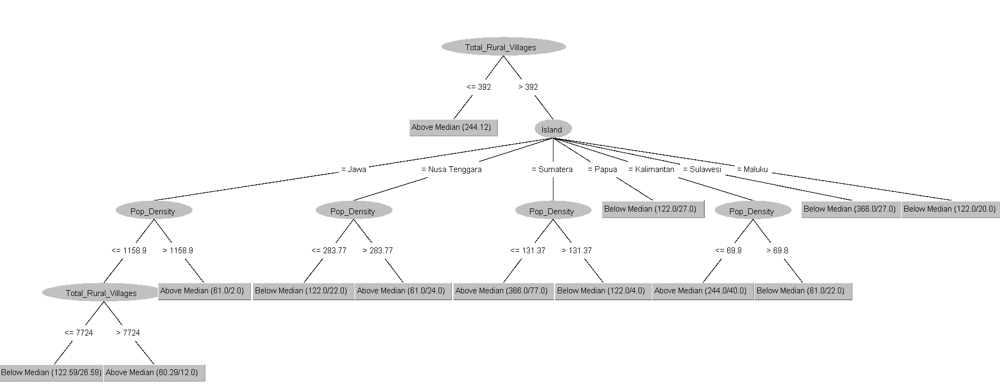 Total_Rural_Villages
<= 392
> 392
Above Median (244.12)
Island
= Jawa
= Nusa Tenggara
= Sumatera
= Papua
= Kalimantan
= Sulawesi
= Maluku
Pop_Density
Pop_Density
Pop_Density
Below Median (122.0/27.0)
Pop_Density
Below Median (366.0/27.0)
Below Median (122.0/20.0)
<= 1158.9
> 1158.9
<= 283.77
> 283.77
<= 131.37
> 131.37
<= 69.8
> 69.8
Total_Rural_Villages
Above Median (61.0/2.0)
Below Median (122.0/22.0)
Above Median (61.0/24.0)
Above Median (366.0/77.0)
Below Median (122.0/4.0)
Above Median (244.0/40.0)
Below Median (61.0/22.0)
<= 7724
> 7724
Below Median (122.59/26.59)
Above Median (60.29/12.0)